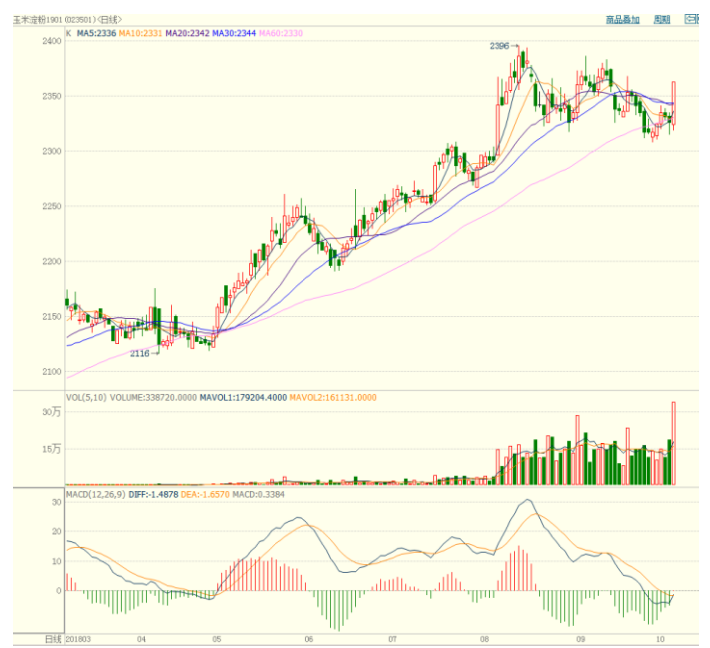 玉米淀粉1901 (023501)<日线>
商品叠加 周期
K MA5:2336 MA10:2331 MA20:2342 MA30:2344 MA60:2330
2400
2396
2350
2300
2250
2200
2150
2116
2100
VOL(5,10) VOLUME:338720.0000 MAVOL1:179204.4000 MAVOL2:161131.0000
30万
15万
MACD(12,26,9) DIFF:-1.4878 DEA:-1.6570 MACD:0.3384
30
20
10
0
日线 201803 04 05 06 07 08 09 10